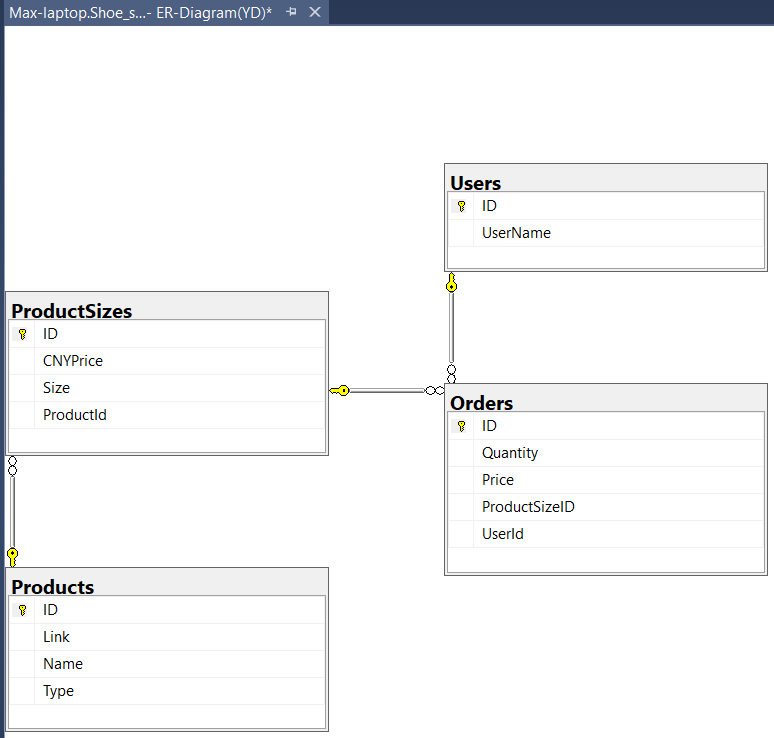 Max-laptop.Shoe_s...- ER-Diagram(YD)*
Users
ID
UserName
ProductSizes
ID
CNYPrice
Size
ProductId
Orders
ID
Quantity
Price
ProductSizeID
UserId
Products
ID
Link
Name
Type